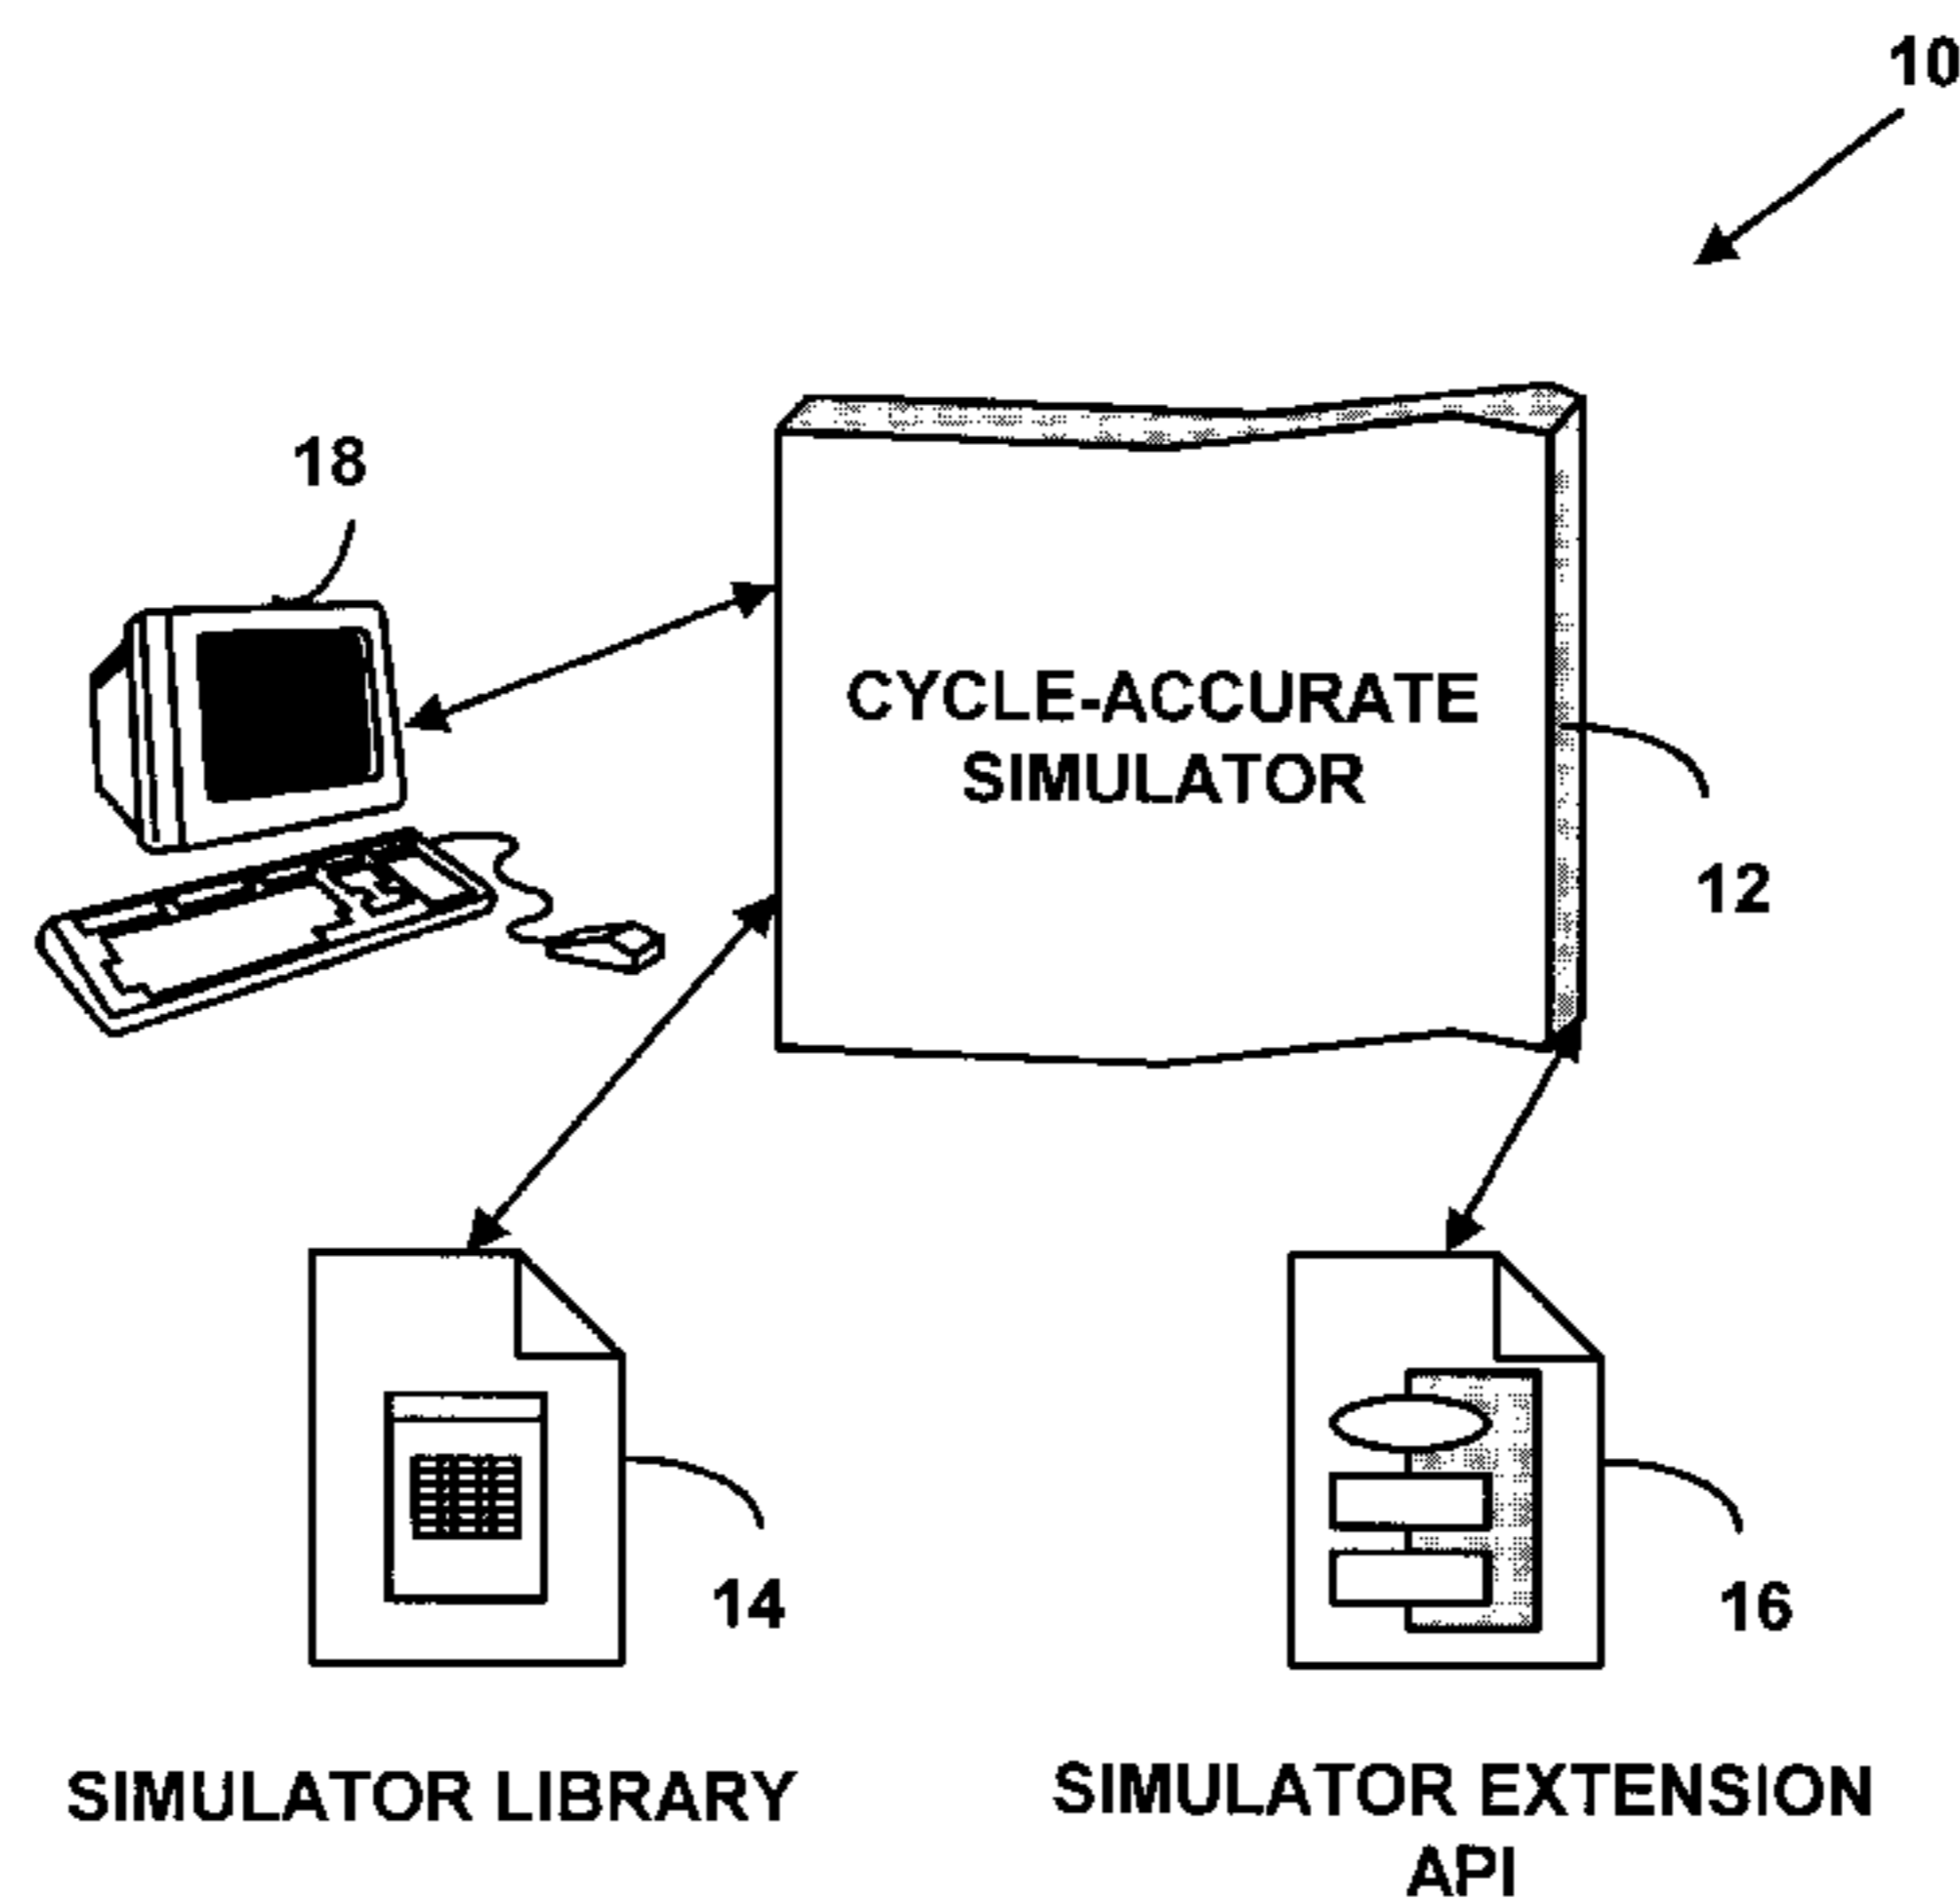 10
18
CYCLE-ACCURATE
SIMULATOR
12
14
16
SIMULATOR LIBRARY
SIMULATOR EXTENSION
API